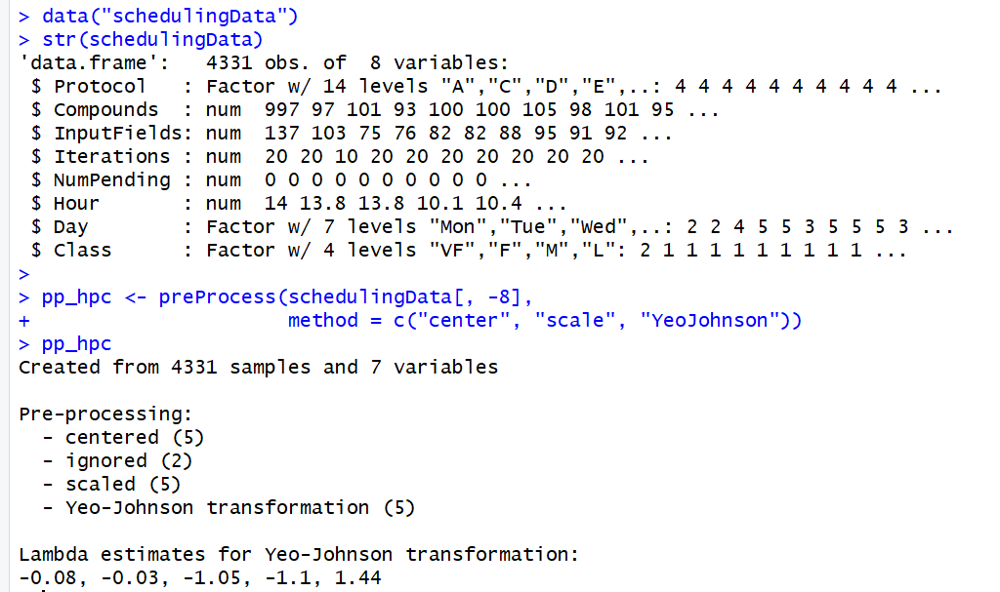 > data("schedulingData")
> str(schedulingData)
'data.frame':   4331 obs. of  8 variables:
 $ Protocol   : Factor w/ 14 levels "A","C","D","E",..: 4 4 4 4 4 4 4 4 4 4 ...
 $ Compounds  : num  997 97 101 93 100 100 105 98 101 95 ...
 $ InputFields: num  137 103 75 76 82 82 88 95 91 92 ...
 $ Iterations : num  20 20 10 20 20 20 20 20 20 20 ...
 $ NumPending : num  0 0 0 0 0 0 0 0 0 0 ...
 $ Hour       : num  14 13.8 13.8 10.1 10.4 ...
 $ Day        : Factor w/ 7 levels "Mon","Tue","Wed",..: 2 2 4 5 5 3 5 5 5 3 ...
 $ Class      : Factor w/ 4 levels "VF","F","M","L": 2 1 1 1 1 1 1 1 1 1 ...
>
> pp_hpc <- preProcess(schedulingData[, -8],
+                      method = c("center", "scale", "YeoJohnson"))
> pp_hpc
Created from 4331 samples and 7 variables

Pre-processing:
  - centered (5)
  - ignored (2)
  - scaled (5)
  - Yeo-Johnson transformation (5)

Lambda estimates for Yeo-Johnson transformation:
-0.08, -0.03, -1.05, -1.1, 1.44